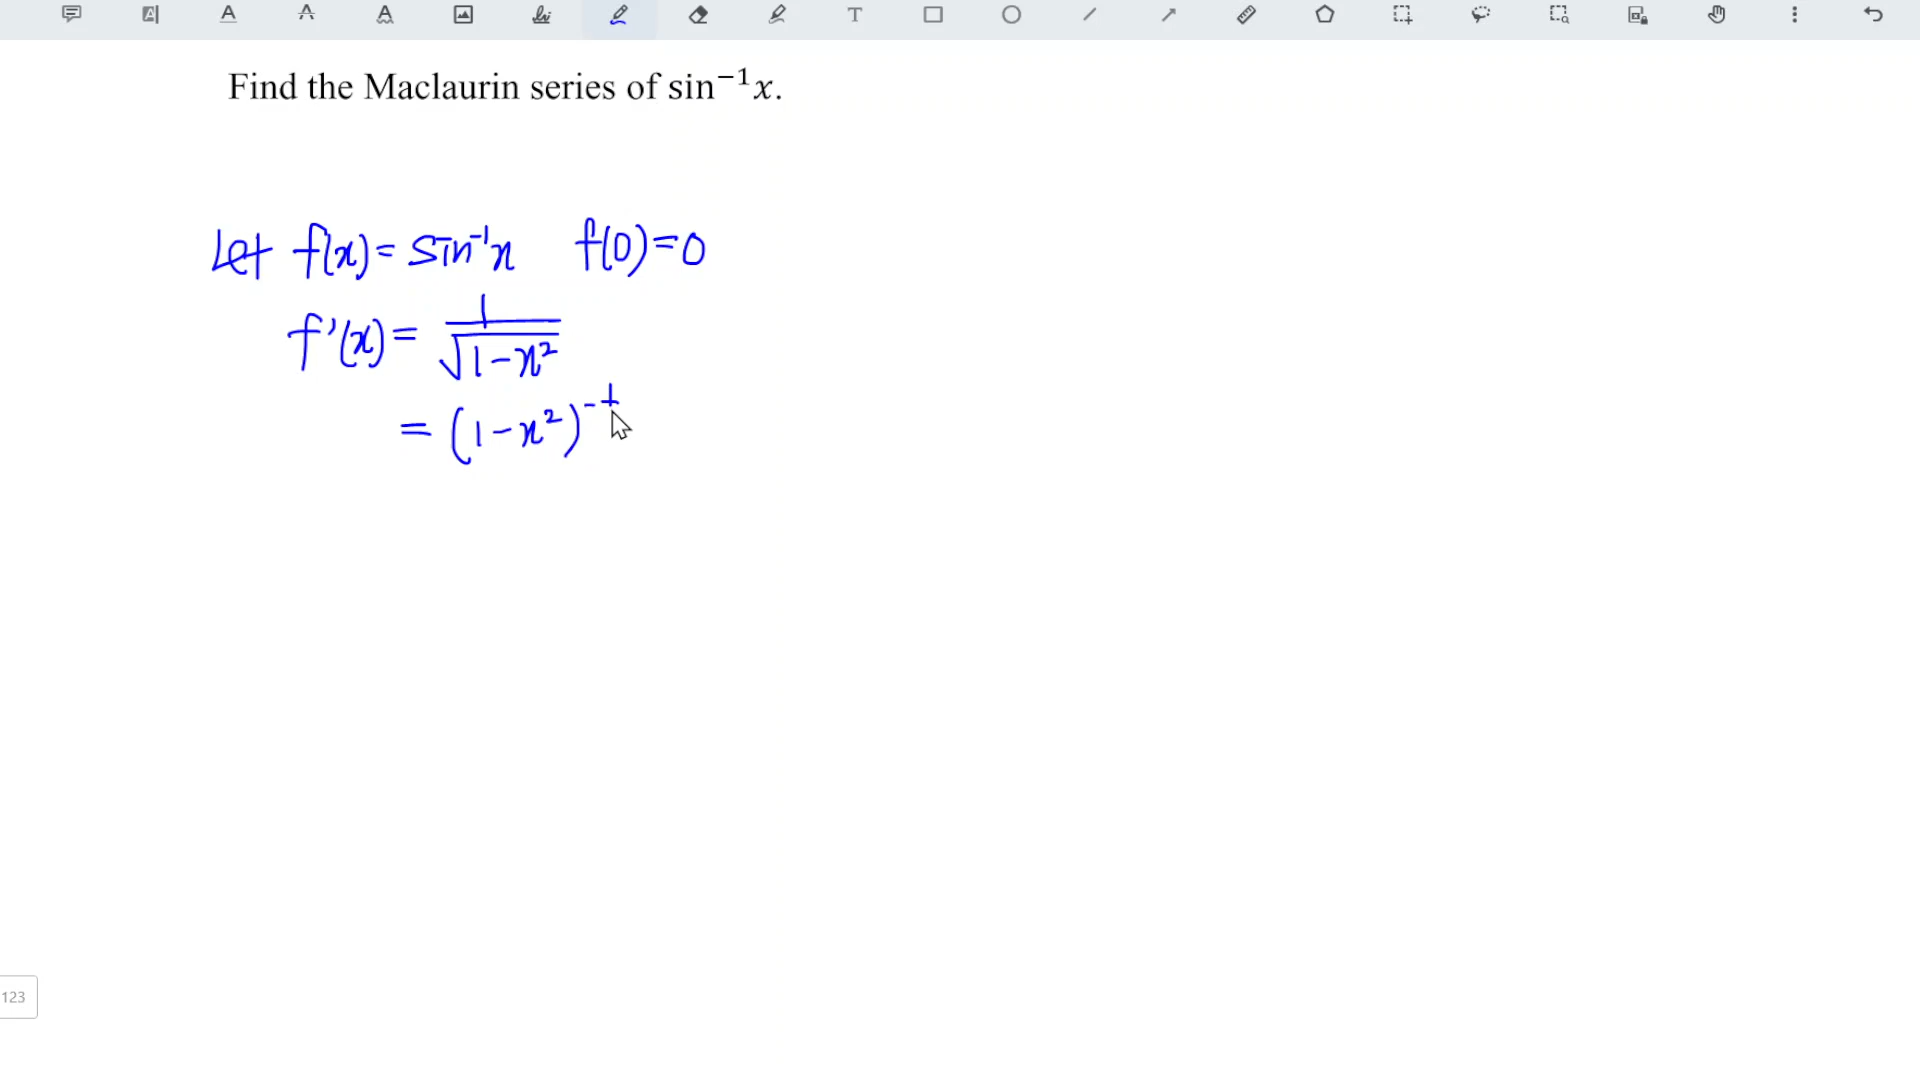 Find the Maclaurin series of sin⁻¹x.
Let f(x) = sin⁻¹x f(0)=0
f'(x) = 1/√(1-x²)
= (1-x²)^-1
123